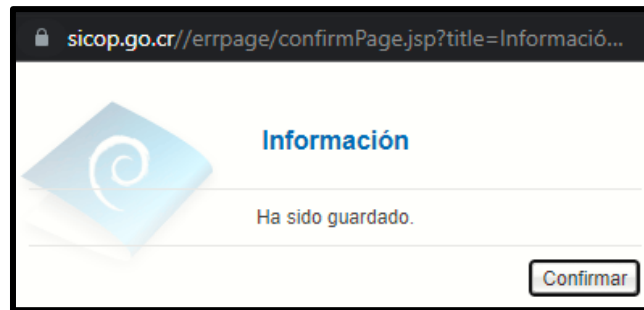 sicop.go.cr//errpage/confirmPage.jsp?title=Informació...
Información
Ha sido guardado.
Confirmar